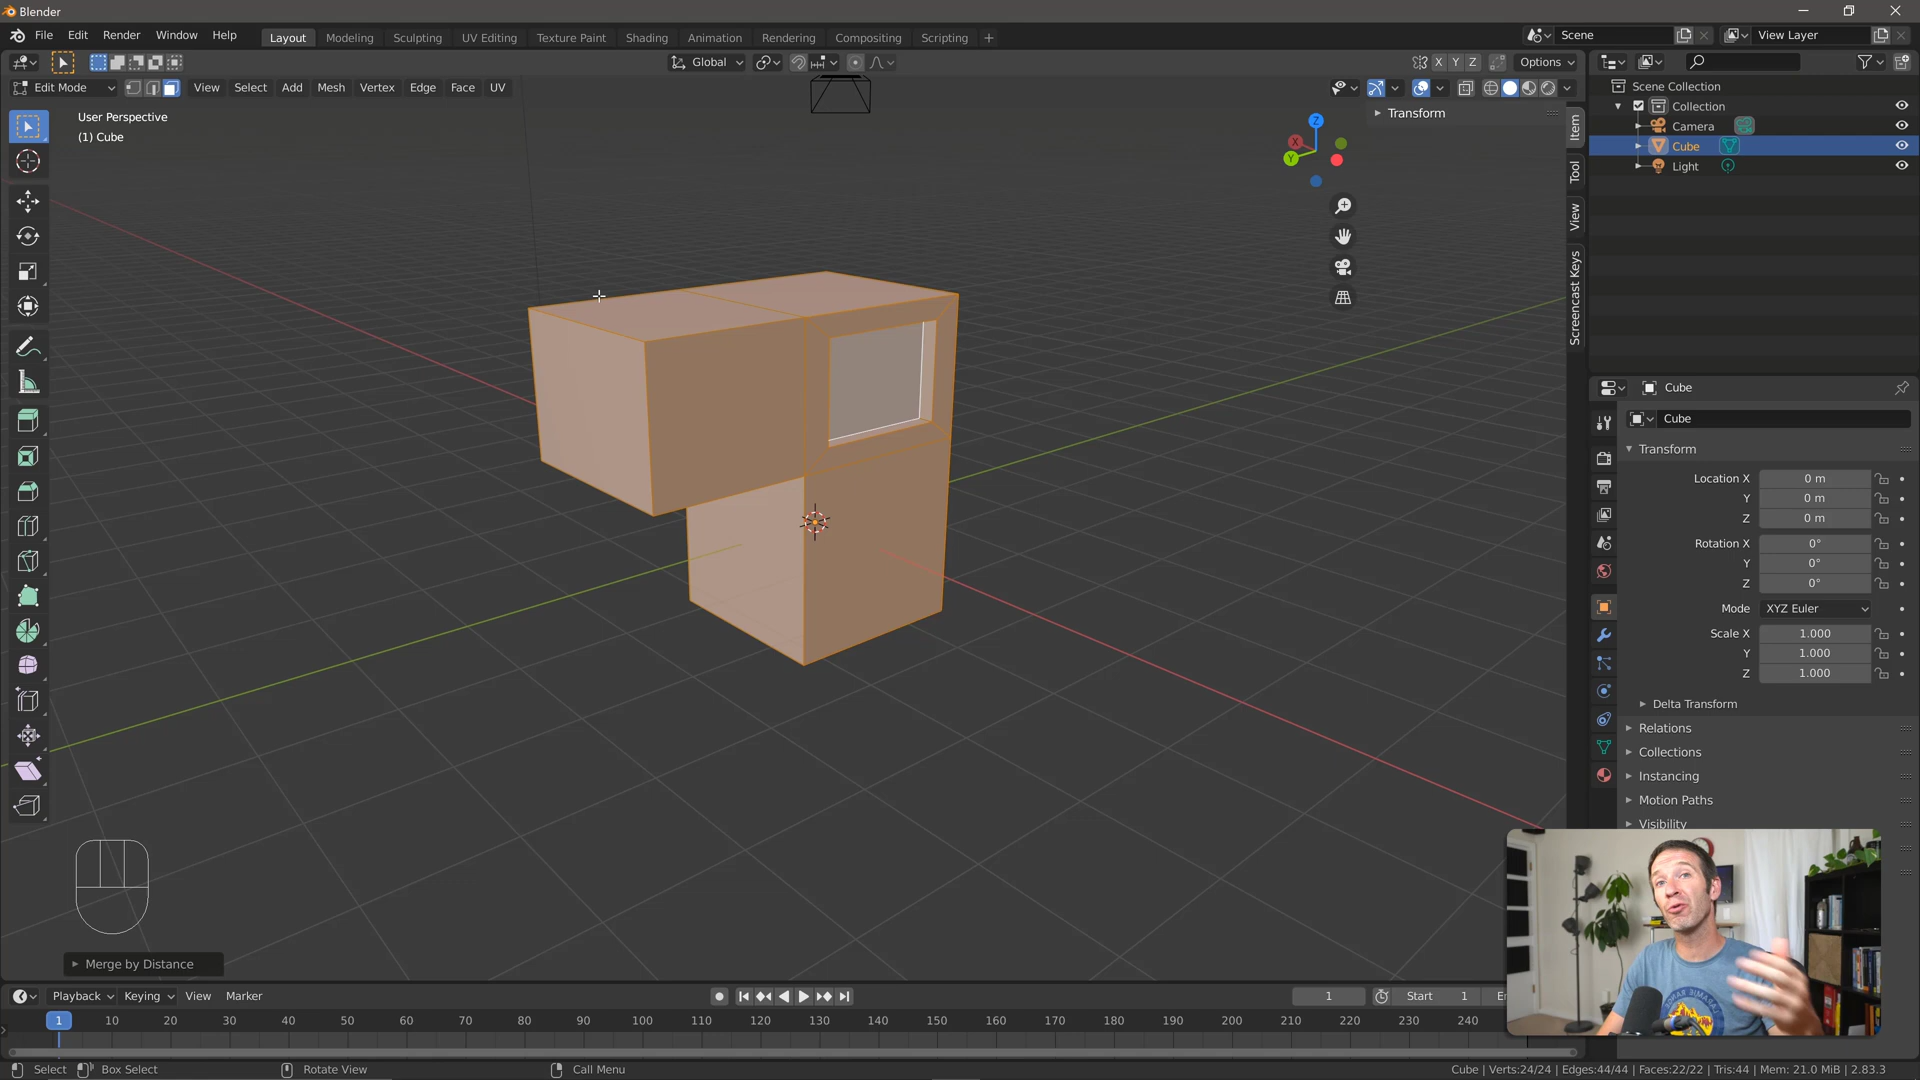 Blender
File Edit Render Window Help
Layout Modeling Sculpting UV Editing Texture Paint Shading Animation Rendering Compositing Scripting +
Scene
View Layer
Global
X Y Z
Options
Edit Mode
View Select Add Mesh Vertex Edge Face UV
User Perspective
(1) Cube
Transform
Z
X
Y
Item
Tool
View
Screencast Keys
Scene Collection
Collection
Camera
Cube
Light
Cube
Cube
Transform
Location X 0 m
Y 0 m
Z 0 m
Rotation X 0°
Y 0°
Z 0°
Mode XYZ Euler
Scale X 1.000
Y 1.000
Z 1.000
Delta Transform
Relations
Collections
Instancing
Motion Paths
Visibility
Merge by Distance
Playback Keying View Marker
1
Start 1
En
1 10 20 30 40 50 60 70 80 90 100 110 120 130 140 150 160 170 180 190 200 210 220 230 240
Select Box Select Rotate View Call Menu
Cube | Verts:24/24 | Edges:44/44 | Faces:22/22 | Tris:44 | Mem: 21.0 MiB | 2.83.3